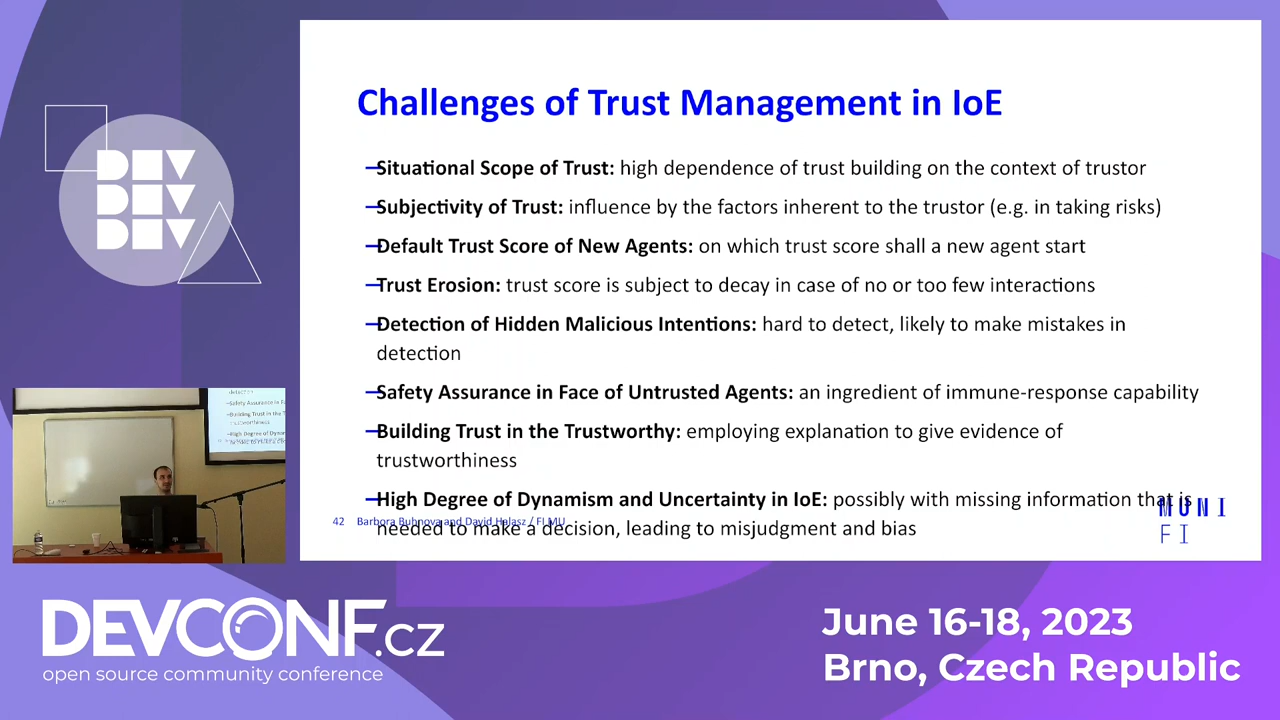 Challenges of Trust Management in IoE
—Situational Scope of Trust: high dependence of trust building on the context of trustor
—Subjectivity of Trust: influence by the factors inherent to the trustor (e.g. in taking risks)
—Default Trust Score of New Agents: on which trust score shall a new agent start
—Trust Erosion: trust score is subject to decay in case of no or too few interactions
—Detection of Hidden Malicious Intentions: hard to detect, likely to make mistakes in
detection
—Safety Assurance in Face of Untrusted Agents: an ingredient of immune-response capability
—Building Trust in the Trustworthy: employing explanation to give evidence of
trustworthiness
—High Degree of Dynamism and Uncertainty in IoE: possibly with missing information that is
needed to make a decision, leading to misjudgment and bias
42 Barbora Buhnova and David Halasz / FI MU
MUNI
FI
DEV
DEV
DEV
DEVCONF.cz
open source community conference
June 16-18, 2023
Brno, Czech Republic